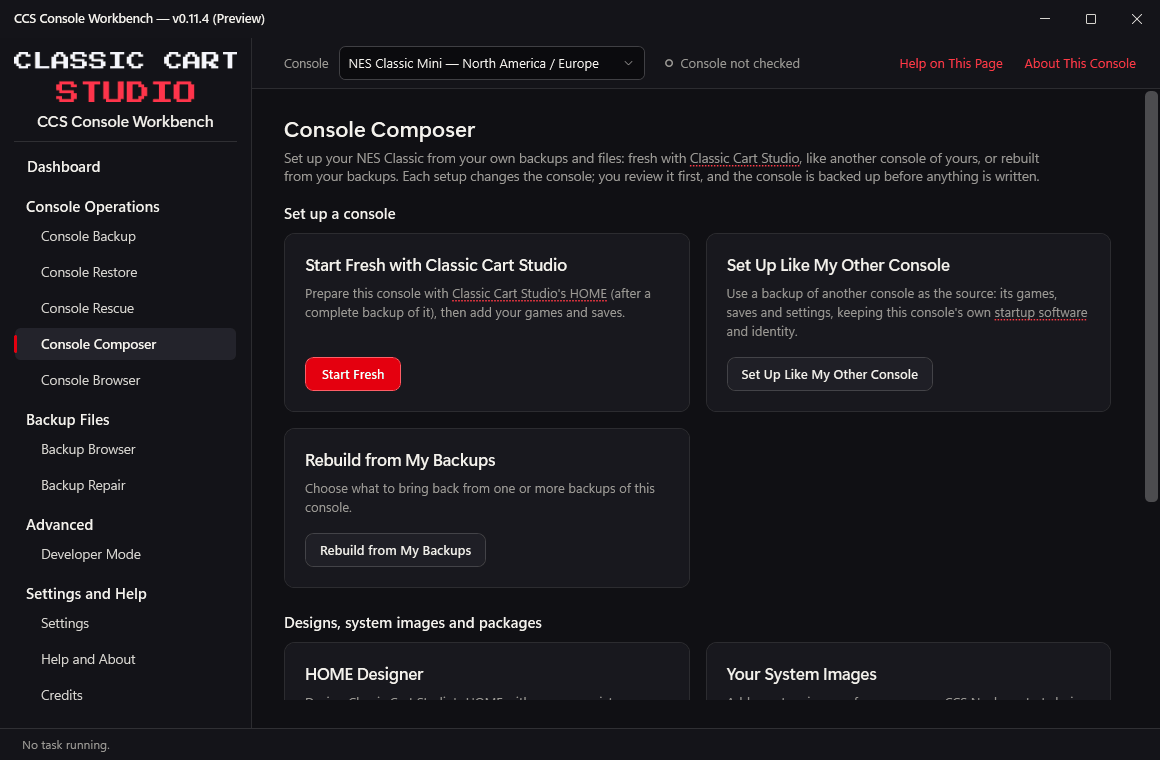 CCS Console Workbench — v0.11.4 (Preview)
CLASSIC CART
STUDIO
CCS Console Workbench
Dashboard
Console Operations
Console Backup
Console Restore
Console Rescue
Console Composer
Console Browser
Backup Files
Backup Browser
Backup Repair
Advanced
Developer Mode
Settings and Help
Settings
Help and About
Credits
Console
NES Classic Mini — North America / Europe
Console not checked
Help on This Page
About This Console
Console Composer
Set up your NES Classic from your own backups and files: fresh with Classic Cart Studio, like another console of yours, or rebuilt
from your backups. Each setup changes the console; you review it first, and the console is backed up before anything is written.
Set up a console
Start Fresh with Classic Cart Studio
Prepare this console with Classic Cart Studio's HOME (after a
complete backup of it), then add your games and saves.
Start Fresh
Set Up Like My Other Console
Use a backup of another console as the source: its games,
saves and settings, keeping this console's own startup software
and identity.
Set Up Like My Other Console
Rebuild from My Backups
Choose what to bring back from one or more backups of this
console.
Rebuild from My Backups
Designs, system images and packages
HOME Designer
Your System Images
No task running.